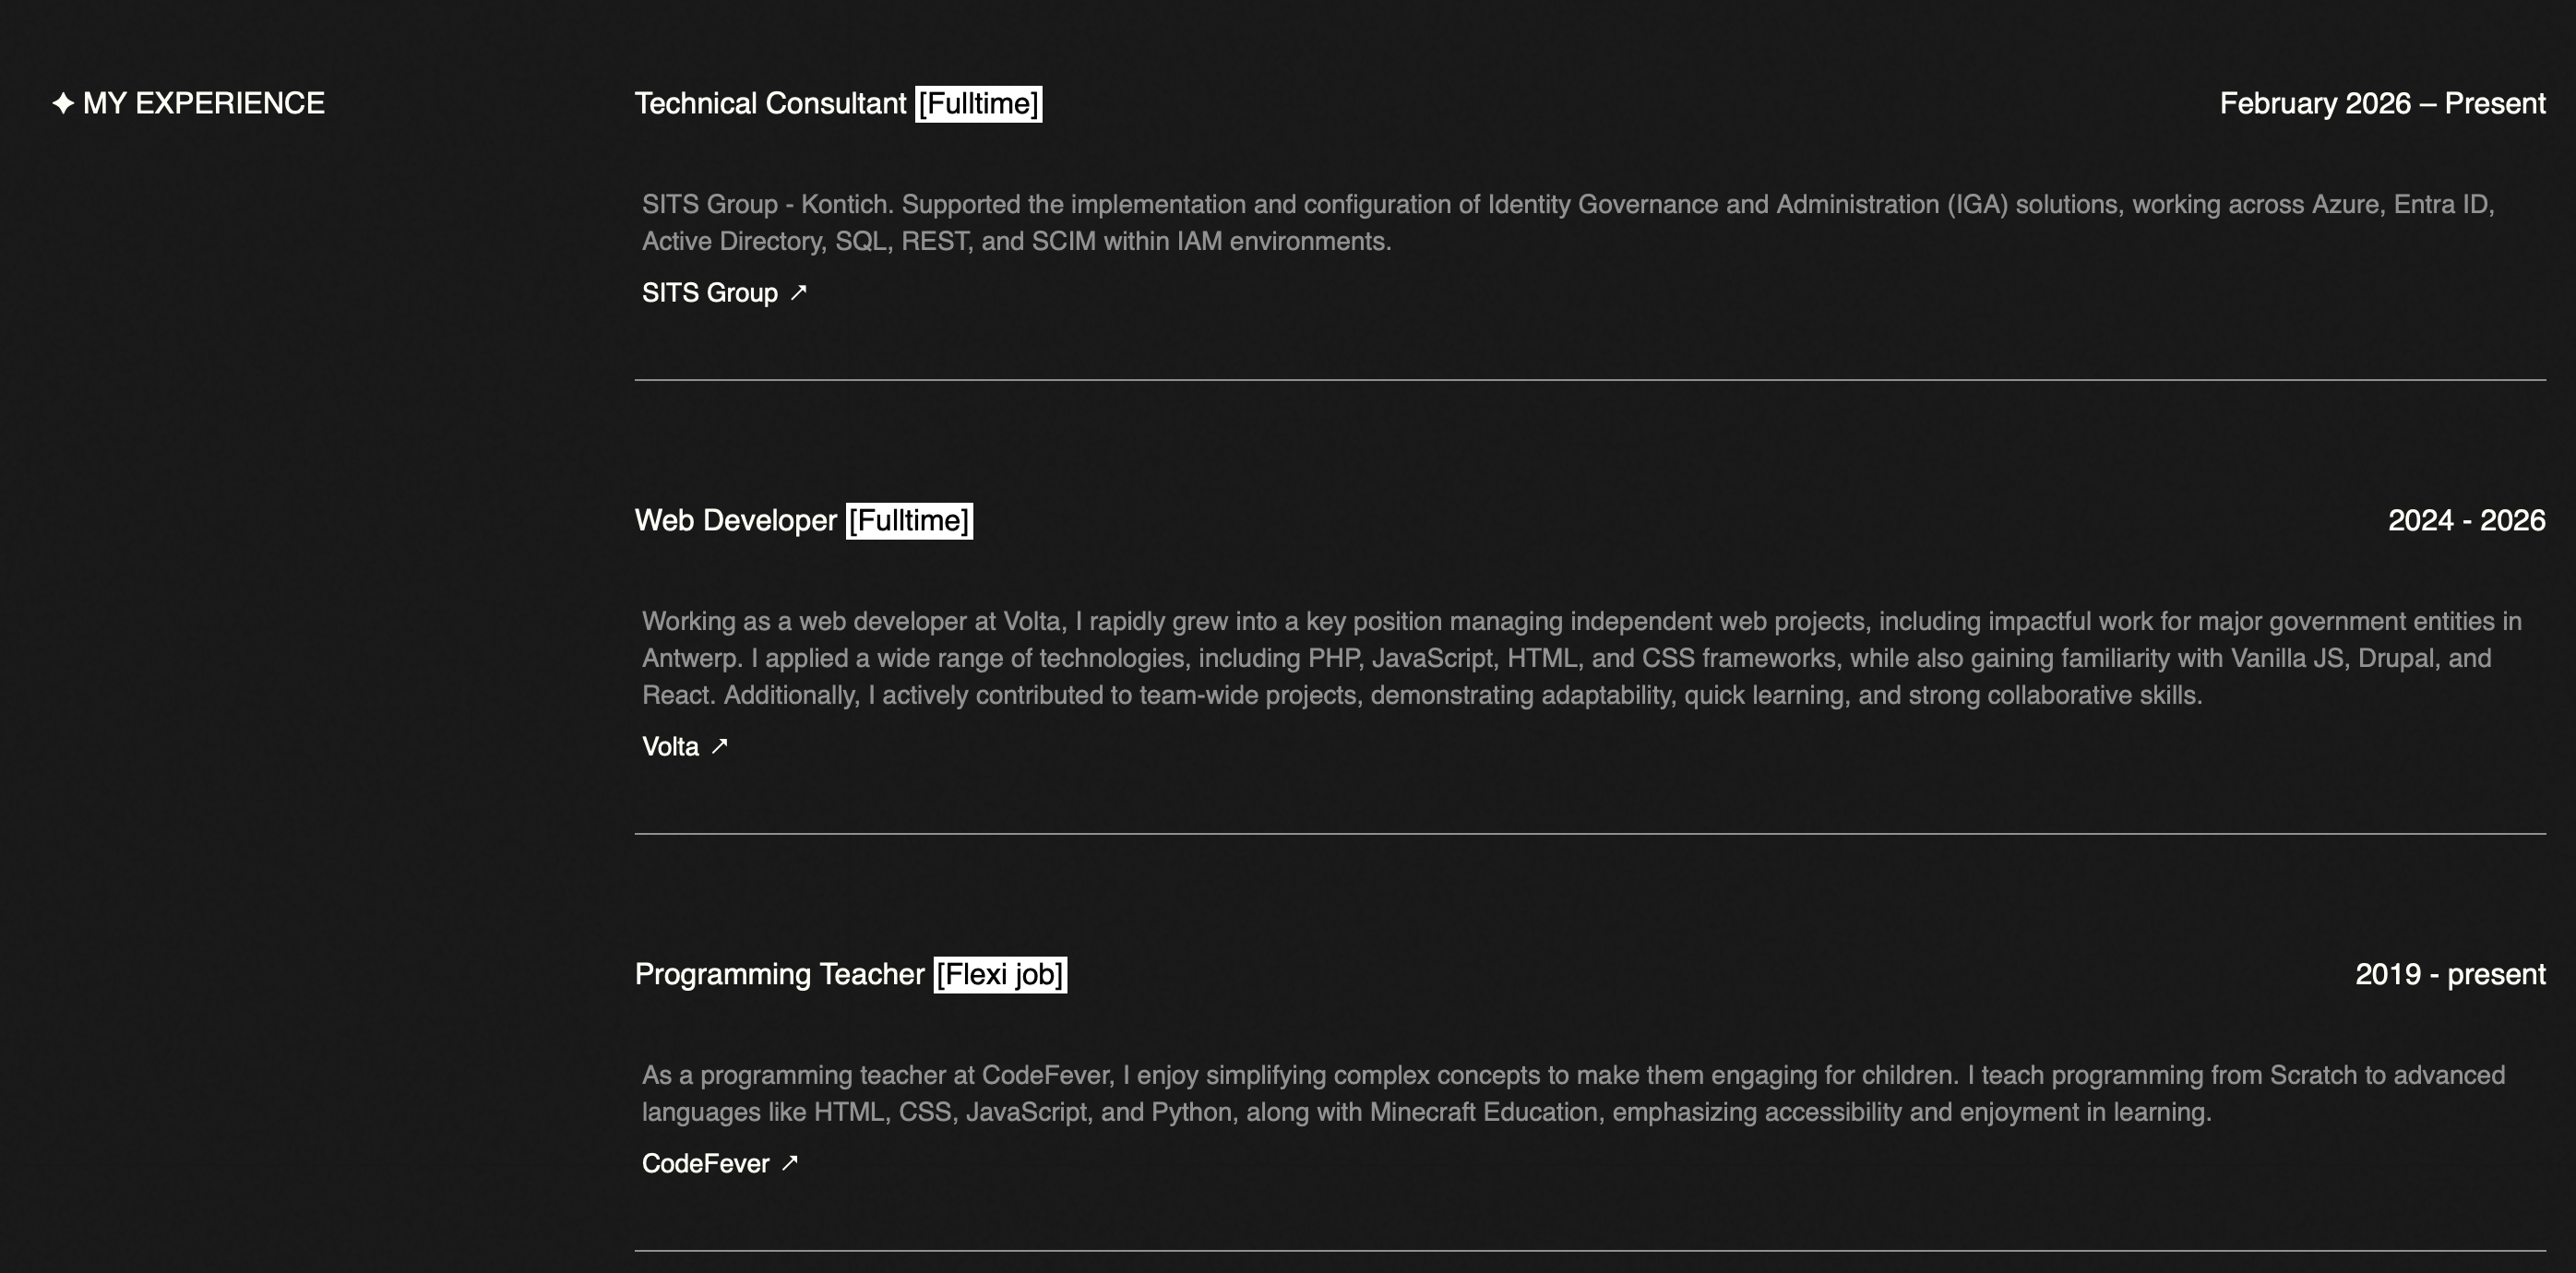 ✦ MY EXPERIENCE
Technical Consultant [Fulltime]
February 2026 – Present
SITS Group - Kontich. Supported the implementation and configuration of Identity Governance and Administration (IGA) solutions, working across Azure, Entra ID,
Active Directory, SQL, REST, and SCIM within IAM environments.
SITS Group ↗
Web Developer [Fulltime]
2024 - 2026
Working as a web developer at Volta, I rapidly grew into a key position managing independent web projects, including impactful work for major government entities in
Antwerp. I applied a wide range of technologies, including PHP, JavaScript, HTML, and CSS frameworks, while also gaining familiarity with Vanilla JS, Drupal, and
React. Additionally, I actively contributed to team-wide projects, demonstrating adaptability, quick learning, and strong collaborative skills.
Volta ↗
Programming Teacher [Flexi job]
2019 - present
As a programming teacher at CodeFever, I enjoy simplifying complex concepts to make them engaging for children. I teach programming from Scratch to advanced
languages like HTML, CSS, JavaScript, and Python, along with Minecraft Education, emphasizing accessibility and enjoyment in learning.
CodeFever ↗